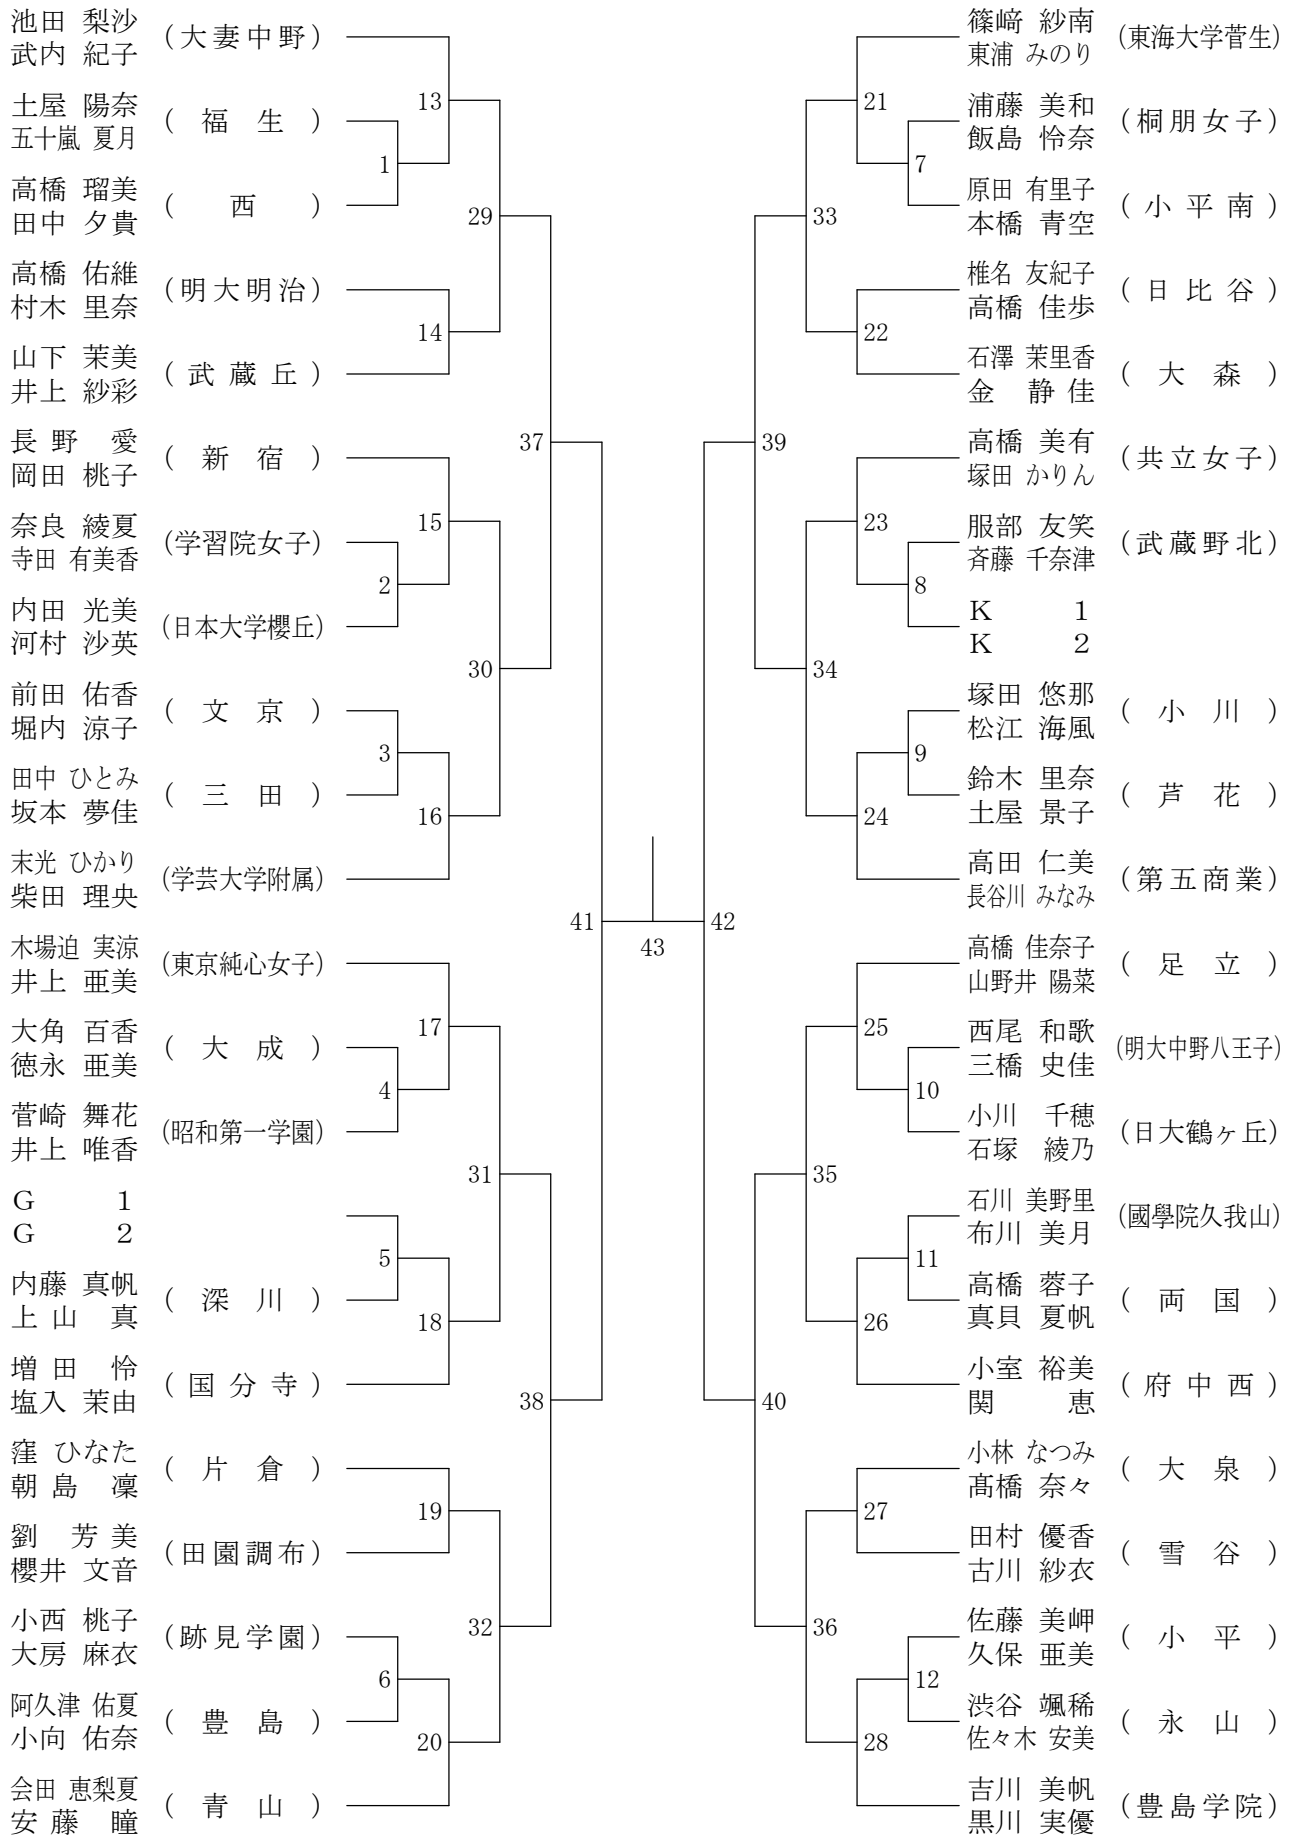 池田 梨沙
武内 紀子
(大妻中野)
土屋 陽奈
五十嵐 夏月
( 福 生 )
高橋 瑠美
田中 夕貴
( 西 )
高橋 佑維
村木 里奈
(明大明治)
山下 茉美
井上 紗彩
( 武 蔵 丘 )
長 野 愛
岡田 桃子
( 新 宿 )
奈良 綾夏
寺田 有美香
(学習院女子)
内田 光美
河村 沙英
(日本大学櫻丘)
前田 佑香
堀内 涼子
( 文 京 )
田中 ひとみ
坂本 夢佳
( 三 田 )
末光 ひかり
柴田 理央
(学芸大学附属)
木場迫 実涼
井上 亜美
(東京純心女子)
大角 百香
徳永 亜美
( 大 成 )
菅崎 舞花
井上 唯香
(昭和第一学園)
G 1
G 2
内藤 真帆
上 山 真
( 深 川 )
増 田 怜
塩入 茉由
( 国 分 寺 )
窪 ひなた
朝 島 凜
( 片 倉 )
劉 芳 美
櫻井 文音
(田園調布)
小西 桃子
大房 麻衣
(跡見学園)
阿久津 佑夏
小向 佑奈
( 豊 島 )
会田 恵梨夏
安 藤 瞳
( 青 山 )
13
1
29
14
37
15
2
30
3
16
41
17
4
31
5
18
38
19
32
6
20
43
42
21
7
33
22
39
23
8
34
9
24
25
10
35
11
26
40
27
36
12
28
篠﨑 紗南
東浦 みのり
(東海大学菅生)
浦藤 美和
飯島 怜奈
(桐朋女子)
原田 有里子
本橋 青空
( 小 平 南 )
椎名 友紀子
高橋 佳歩
( 日 比 谷 )
石澤 茉里香
金 静 佳
( 大 森 )
高橋 美有
塚田 かりん
(共立女子)
服部 友笑
斉藤 千奈津
(武蔵野北)
K 1
K 2
塚田 悠那
松江 海風
( 小 川 )
鈴木 里奈
土屋 景子
( 芦 花 )
高田 仁美
長谷川 みなみ
(第五商業)
高橋 佳奈子
山野井 陽菜
( 足 立 )
西尾 和歌
三橋 史佳
(明大中野八王子)
小川 千穂
石塚 綾乃
(日大鶴ヶ丘)
石川 美野里
布川 美月
(國學院久我山)
高橋 蓉子
真貝 夏帆
( 両 国 )
小室 裕美
関 恵
( 府 中 西 )
小林 なつみ
髙橋 奈々
( 大 泉 )
田村 優香
古川 紗衣
( 雪 谷 )
佐藤 美岬
久保 亜美
( 小 平 )
渋谷 颯稀
佐々木 安美
( 永 山 )
吉川 美帆
黒川 実優
(豊島学院)